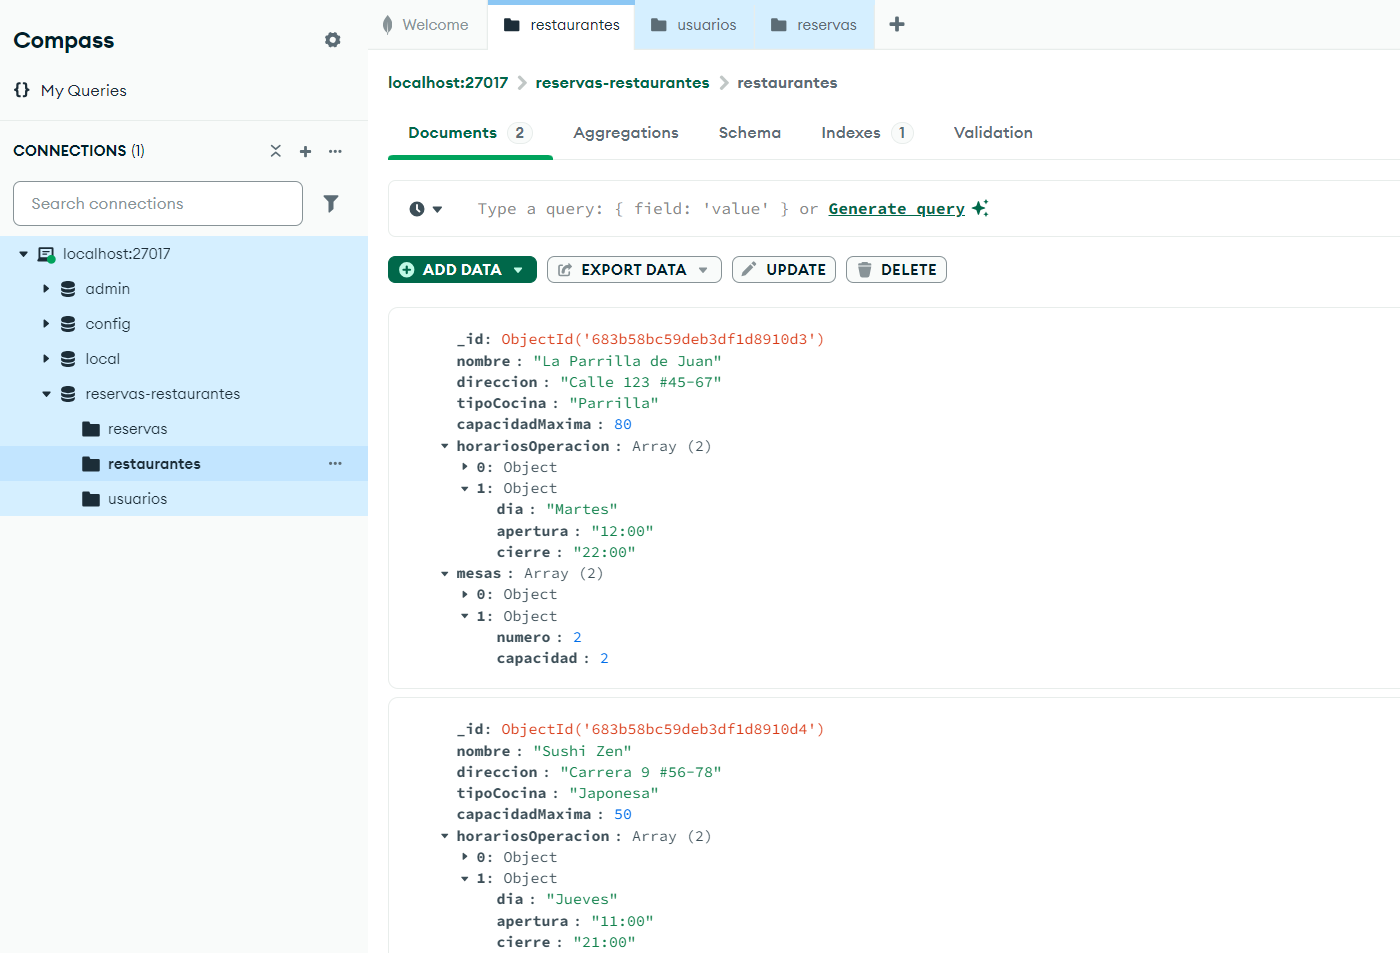 Compass
My Queries
CONNECTIONS (1)
Search connections
localhost:27017
admin
config
local
reservas-restaurantes
reservas
restaurantes
usuarios
Welcome
restaurantes
usuarios
reservas
localhost:27017 > reservas-restaurantes > restaurantes
Documents 2 Aggregations Schema Indexes 1 Validation
Type a query: { field: 'value' } or Generate query
ADD DATA EXPORT DATA UPDATE DELETE
_id: ObjectId('683b58bc59deb3df1d8910d3')
nombre : "La Parrilla de Juan"
direccion : "Calle 123 #45-67"
tipoCocina : "Parrilla"
capacidadMaxima : 80
horariosOperacion : Array (2)
0: Object
1: Object
dia : "Martes"
apertura : "12:00"
cierre : "22:00"
mesas : Array (2)
0: Object
1: Object
numero : 2
capacidad : 2
_id: ObjectId('683b58bc59deb3df1d8910d4')
nombre : "Sushi Zen"
direccion : "Carrera 9 #56-78"
tipoCocina : "Japonesa"
capacidadMaxima : 50
horariosOperacion : Array (2)
0: Object
1: Object
dia : "Jueves"
apertura : "11:00"
cierre : "21:00"